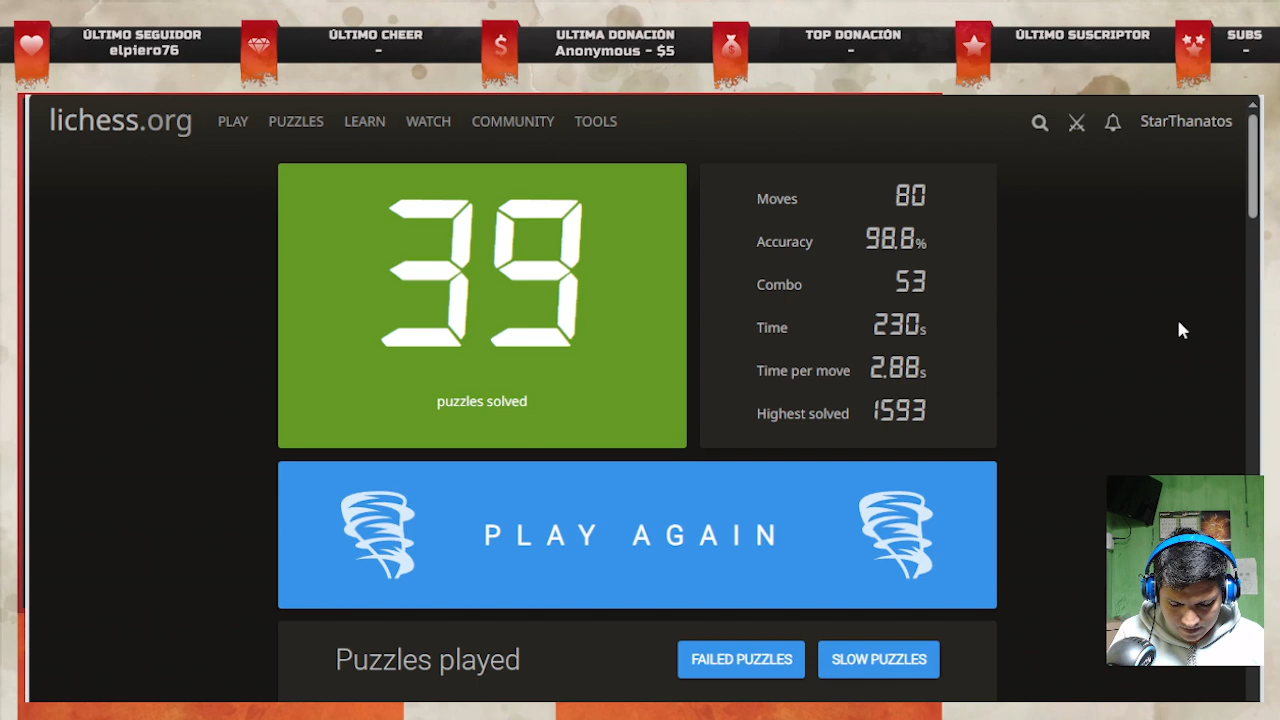 ÚLTIMO SEGUIDOR
elpiero76
ÚLTIMO CHEER
-
ULTIMA DONACIÓN
Anonymous - $5
TOP DONACIÓN
-
ÚLTIMO SUSCRIPTOR
SUBS
-
lichess.org PLAY PUZZLES LEARN WATCH COMMUNITY TOOLS StarThanatos
39
puzzles solved
Moves 80
Accuracy 98.8%
Combo 53
Time 230s
Time per move 2.88s
Highest solved 1593
PLAY AGAIN
Puzzles played FAILED PUZZLES SLOW PUZZLES